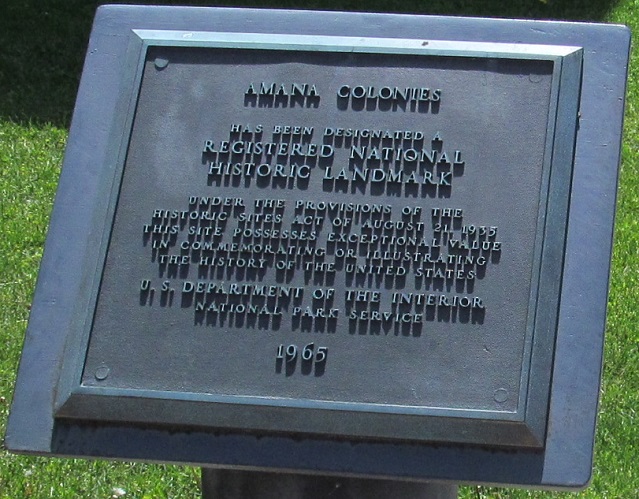 AMANA COLONIES
HAS BEEN DESIGNATED A
REGISTERED NATIONAL
HISTORIC LANDMARK
UNDER THE PROVISIONS OF THE
HISTORIC SITES ACT OF AUGUST 21, 1935
THIS SITE POSSESSES EXCEPTIONAL VALUE
IN COMMEMORATING OR ILLUSTRATING
THE HISTORY OF THE UNITED STATES
U.S. DEPARTMENT OF THE INTERIOR
NATIONAL PARK SERVICE
1965